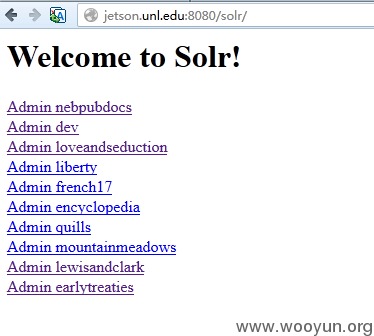 jetson.unl.edu:8080/solr/
Welcome to Solr!
Admin nebpubdocs
Admin dev
Admin loveandseduction
Admin liberty
Admin french17
Admin encyclopedia
Admin quills
Admin mountainmeadows
Admin lewisandclark
Admin earlytreaties
www.wooyun.org